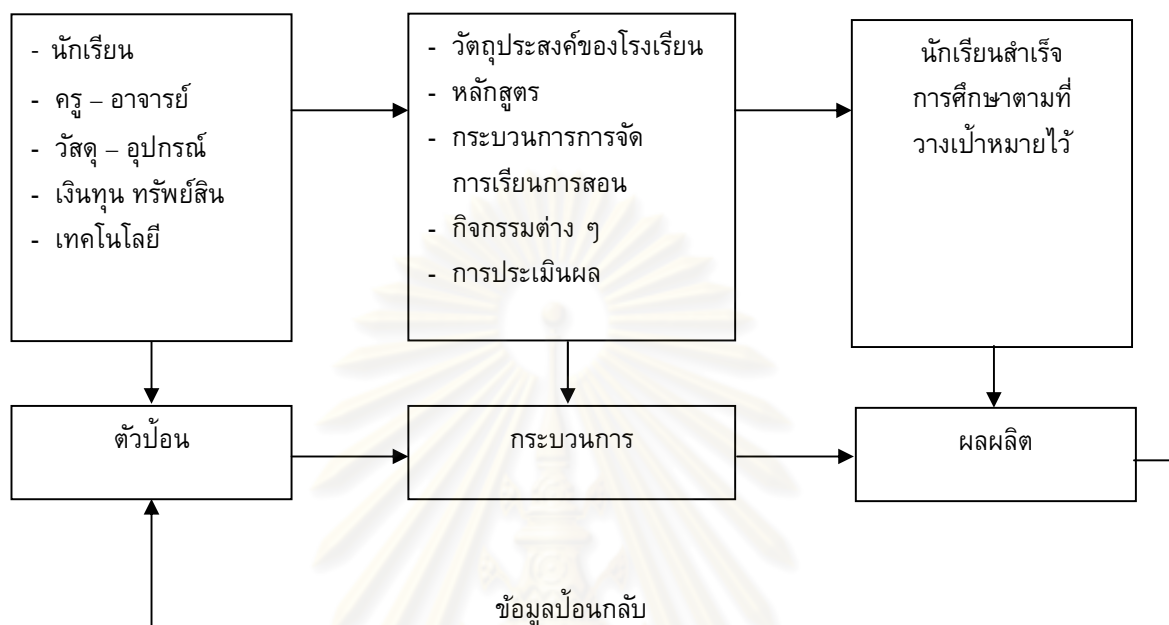 - นักเรียน
- ครู – อาจารย์
- วัสดุ – อุปกรณ์
- เงินทุน ทรัพย์สิน
- เทคโนโลยี
- วัตถุประสงค์ของโรงเรียน
- หลักสูตร
- กระบวนการการจัด
การเรียนการสอน
- กิจกรรมต่าง ๆ
- การประเมินผล
นักเรียนสำเร็จ
การศึกษาตามที่
วางเป้าหมายไว้
ตัวป้อน
กระบวนการ
ผลผลิต
ข้อมูลป้อนกลับ